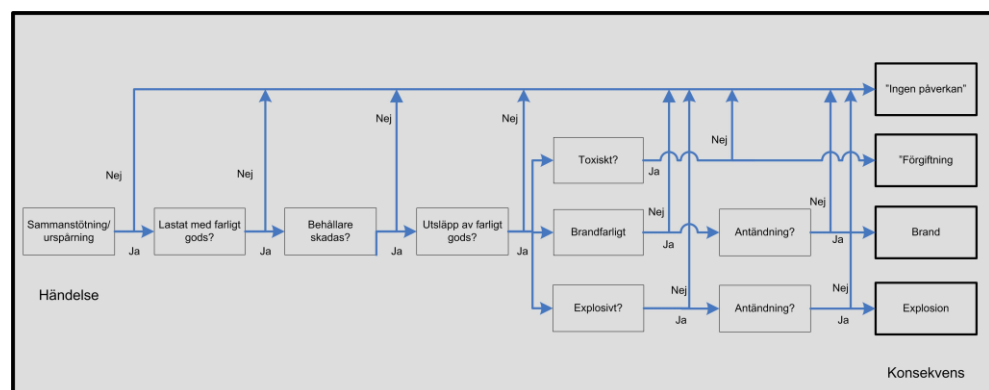 "Ingen påverkan"
Nej
Nej
Nej
Nej
Nej
Toxiskt?
Ja
"Förgiftning
Sammanstötning/
urspårning
Ja
Lastat med farligt
gods?
Ja
Behållare
skadas?
Ja
Utsläpp av farligt
gods?
Ja
Brandfarligt
Nej
Ja
Antändning?
Nej
Ja
Brand
Händelse
Explosivt?
Nej
Ja
Antändning?
Nej
Ja
Explosion
Konsekvens